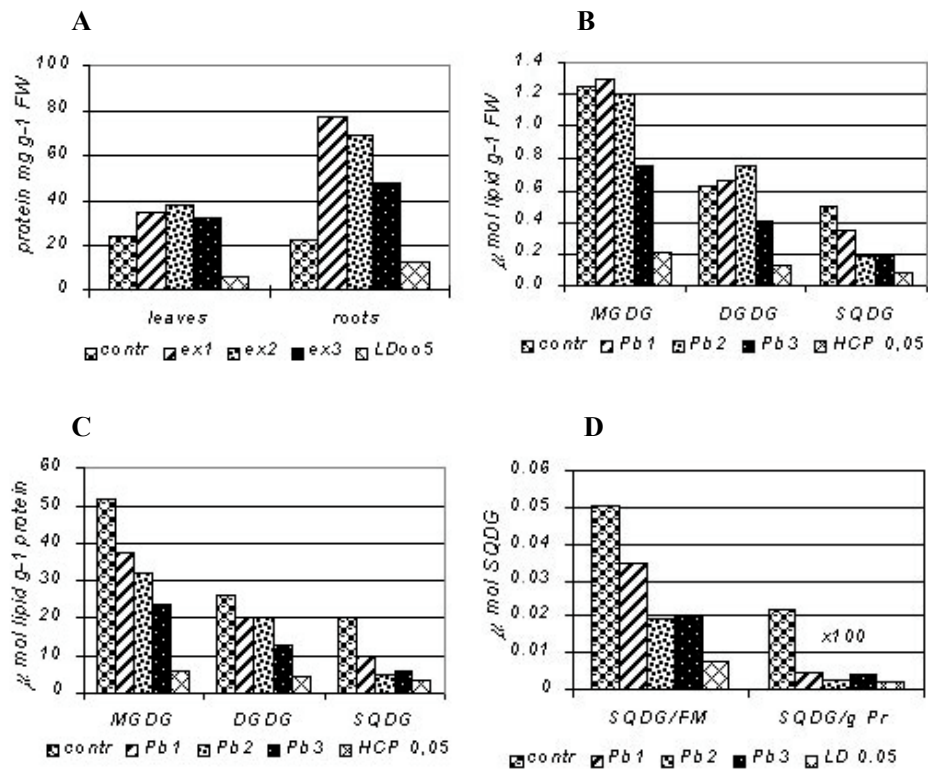 A
protein mg g-1 FW
100
80
60
40
20
0
leaves roots
contr ex1 ex2 ex3 LDoo5
B
μ mol lipid g-1 FW
1.4
1.2
1.0
0.8
0.6
0.4
0.2
0.0
MGDG DGDG SQDG
contr Pb1 Pb2 Pb3 HCP 0,05
C
μ mol lipid g-1 protein
60
50
40
30
20
10
0
MGDG DGDG SQDG
contr Pb1 Pb2 Pb3 HCP 0,05
D
μ mol SQDG
0.06
0.05
0.04
0.03
0.02
0.01
0
x100
SQDG/FM SQDG/g Pr
contr Pb1 Pb2 Pb3 LD 0.05